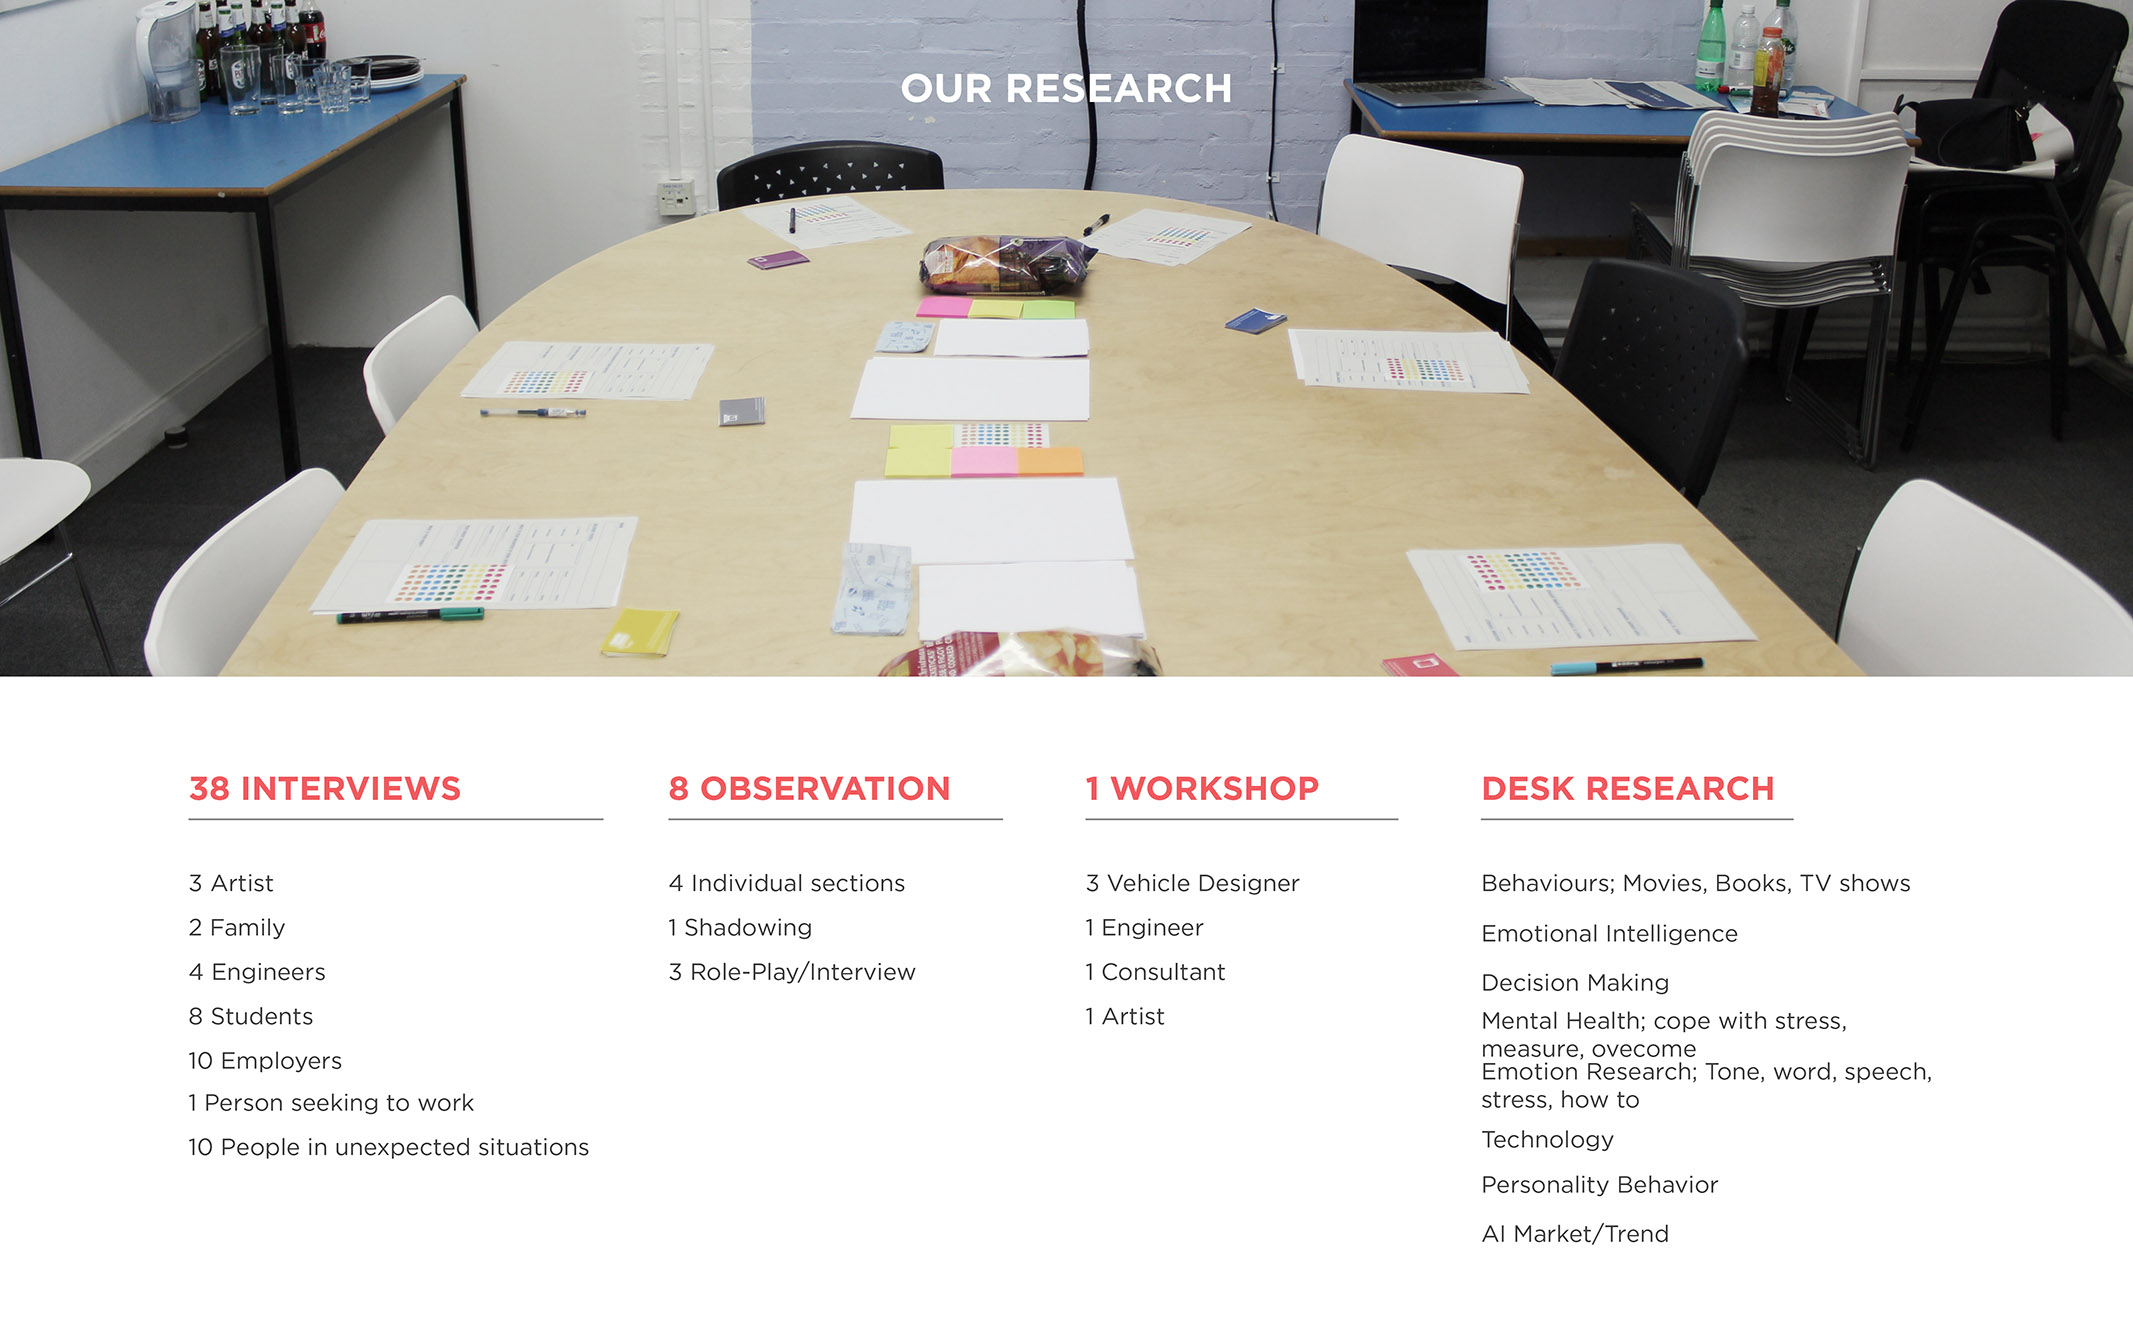 OUR RESEARCH
38 INTERVIEWS
3 Artist
2 Family
4 Engineers
8 Students
10 Employers
1 Person seeking to work
10 People in unexpected situations
8 OBSERVATION
4 Individual sections
1 Shadowing
3 Role-Play/Interview
1 WORKSHOP
3 Vehicle Designer
1 Engineer
1 Consultant
1 Artist
DESK RESEARCH
Behaviours; Movies, Books, TV shows
Emotional Intelligence
Decision Making
Mental Health; cope with stress,
measure, ovecome
Emotion Research; Tone, word, speech,
stress, how to
Technology
Personality Behavior
AI Market/Trend